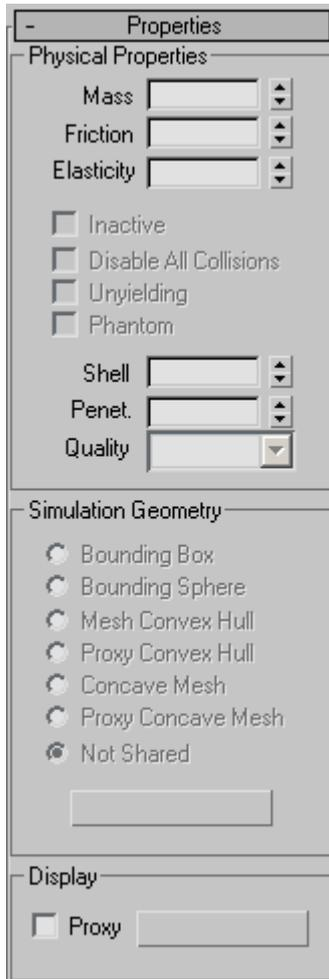 - Properties
Physical Properties
Mass
Friction
Elasticity
Inactive
Disable All Collisions
Unyielding
Phantom
Shell
Penet.
Quality
Simulation Geometry
Bounding Box
Bounding Sphere
Mesh Convex Hull
Proxy Convex Hull
Concave Mesh
Proxy Concave Mesh
Not Shared
Display
Proxy